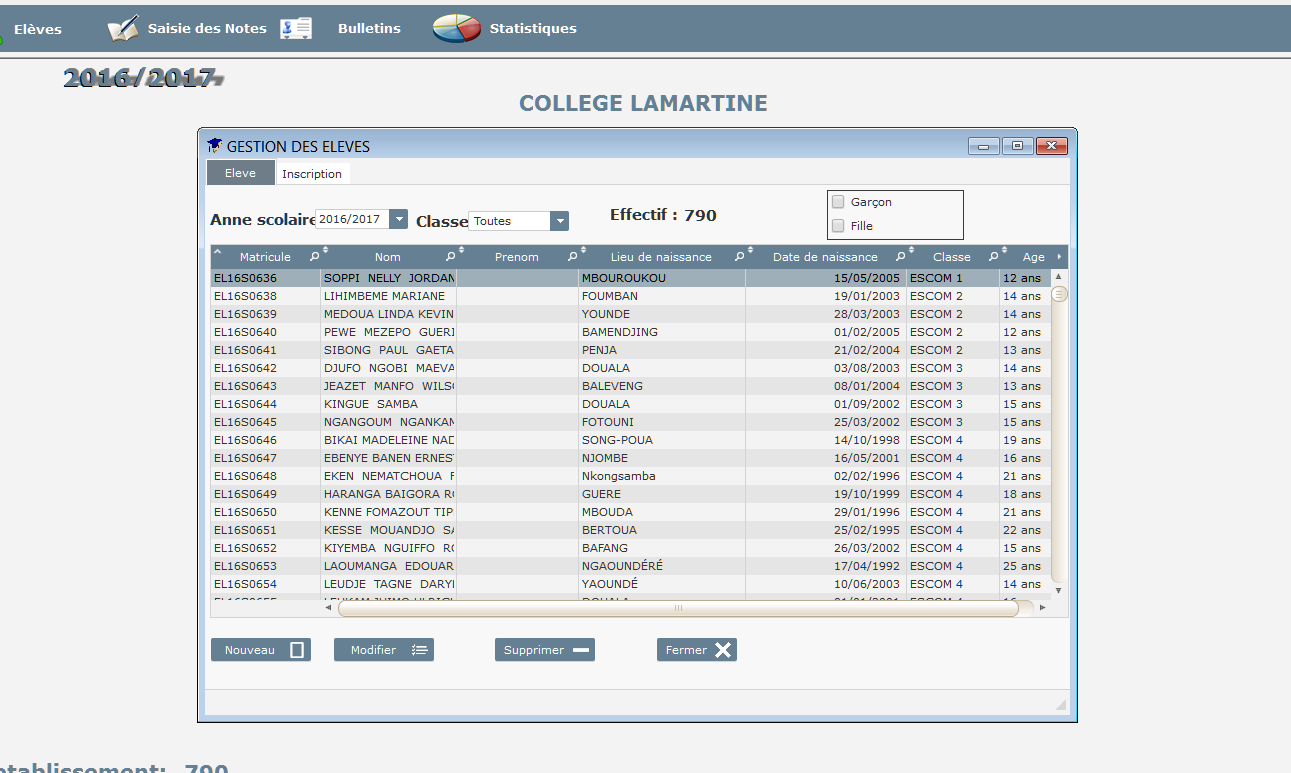 Elèves Saisie des Notes Bulletins Statistiques
2016/2017
COLLEGE LAMARTINE
GESTION DES ELEVES
Eleve Inscription
Anne scolaire 2016/2017 Classe Toutes Effectif : 790 Garçon
Fille
Matricule Nom Prenom Lieu de naissance Date de naissance Classe Age
EL16S0636 SOPPI NELLY JORDAN MBOUROUKOU 15/05/2005 ESCOM 1 12 ans
EL16S0638 LIHIMBEME MARIANE FOUMBAN 19/01/2003 ESCOM 2 14 ans
EL16S0639 MEDOUA LINDA KEVIN YOUNDE 28/03/2003 ESCOM 2 14 ans
EL16S0640 PEWE MEZEPO GUERI BAMENDJING 01/02/2005 ESCOM 2 12 ans
EL16S0641 SIBONG PAUL GAETA PENJA 21/02/2004 ESCOM 2 13 ans
EL16S0642 DJUFO NGOBI MAEVA DOUALA 03/08/2003 ESCOM 3 14 ans
EL16S0643 JEAZET MANFO WILS BALEVENG 08/01/2004 ESCOM 3 13 ans
EL16S0644 KINGUE SAMBA DOUALA 01/09/2002 ESCOM 3 15 ans
EL16S0645 NGANGOUM NGANKAN FOTOUNI 25/03/2002 ESCOM 3 15 ans
EL16S0646 BIKAI MADELEINE NAD SONG-POUA 14/10/1998 ESCOM 4 19 ans
EL16S0647 EBENYE BANEN ERNES NJOMBE 16/05/2001 ESCOM 4 16 ans
EL16S0648 EKEN NEMATCHOUA Nkongsamba 02/02/1996 ESCOM 4 21 ans
EL16S0649 HARANGA BAIGORA GUERE 19/10/1999 ESCOM 4 18 ans
EL16S0650 KENNE FOMAZOUT TIP MBOUDA 29/01/1996 ESCOM 4 21 ans
EL16S0651 KESSE MOUANDJO BERTOUA 25/02/1995 ESCOM 4 22 ans
EL16S0652 KIYEMBA NGUIFFO BAFANG 26/03/2002 ESCOM 4 15 ans
EL16S0653 LAOUMANGA EDOUAR NGAOUNDÉRÉ 17/04/1992 ESCOM 4 25 ans
EL16S0654 LEUDJE TAGNE DARY YAOUNDÉ 10/06/2003 ESCOM 4 14 ans
Nouveau Modifier Supprimer Fermer
etablissement: 790